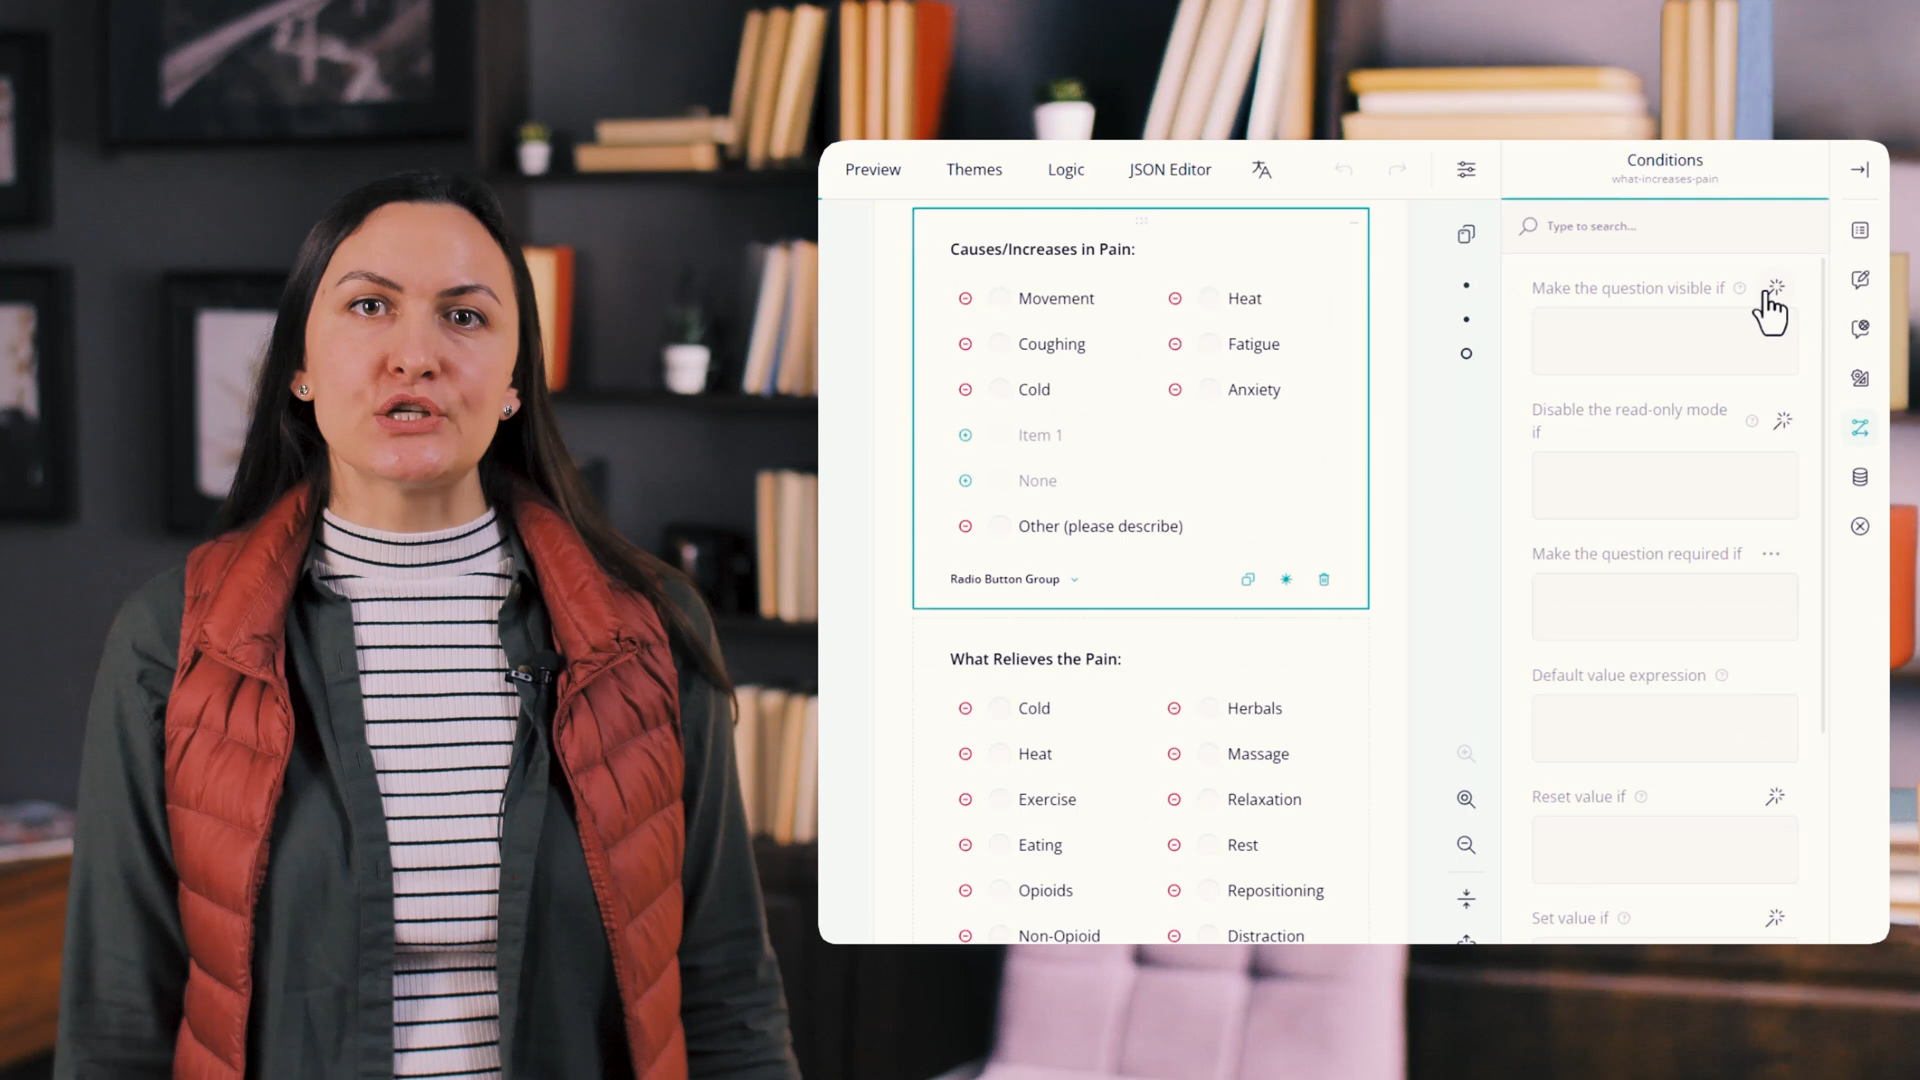 Preview Themes Logic JSON Editor
Conditions
what-increases-pain
Type to search...
Causes/Increases in Pain:
Movement Heat
Coughing Fatigue
Cold Anxiety
Item 1
None
Other (please describe)
Radio Button Group
What Relieves the Pain:
Cold Herbals
Heat Massage
Exercise Relaxation
Eating Rest
Opioids Repositioning
Non-Opioid Distraction
Make the question visible if
Disable the read-only mode
if
Make the question required if
Default value expression
Reset value if
Set value if